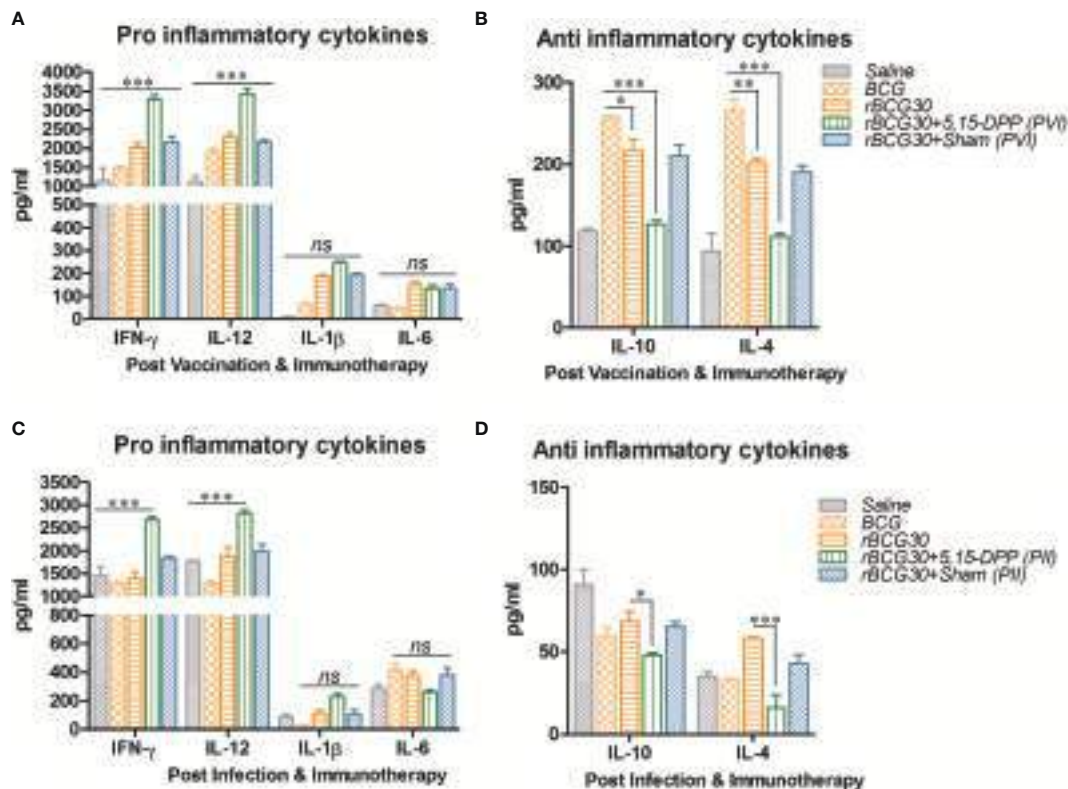 A
Pro inflammatory cytokines
4000
3500
3000
2500
2000
1500
1000
500
400
300
200
100
0
pg/ml
***
***
ns
ns
IFN-γ IL-12 IL-1β IL-6
Post Vaccination & Immunotherapy
B
Anti inflammatory cytokines
300
200
100
0
pg/ml
***
*
***
**
IL-10 IL-4
Post Vaccination & Immunotherapy
Saline
BCG
rBCG30
rBCG30+5,15-DPP (PVI)
rBCG30+Sham (PVI)
C
Pro inflammatory cytokines
3500
3000
2500
2000
1500
1000
800
600
400
200
0
pg/ml
***
***
ns
ns
IFN-γ IL-12 IL-1β IL-6
Post Infection & Immunotherapy
D
Anti inflammatory cytokines
150
100
50
0
pg/ml
*
***
IL-10 IL-4
Post Infection & Immunotherapy
Saline
BCG
rBCG30
rBCG30+5,15-DPP (PII)
rBCG30+Sham (PII)